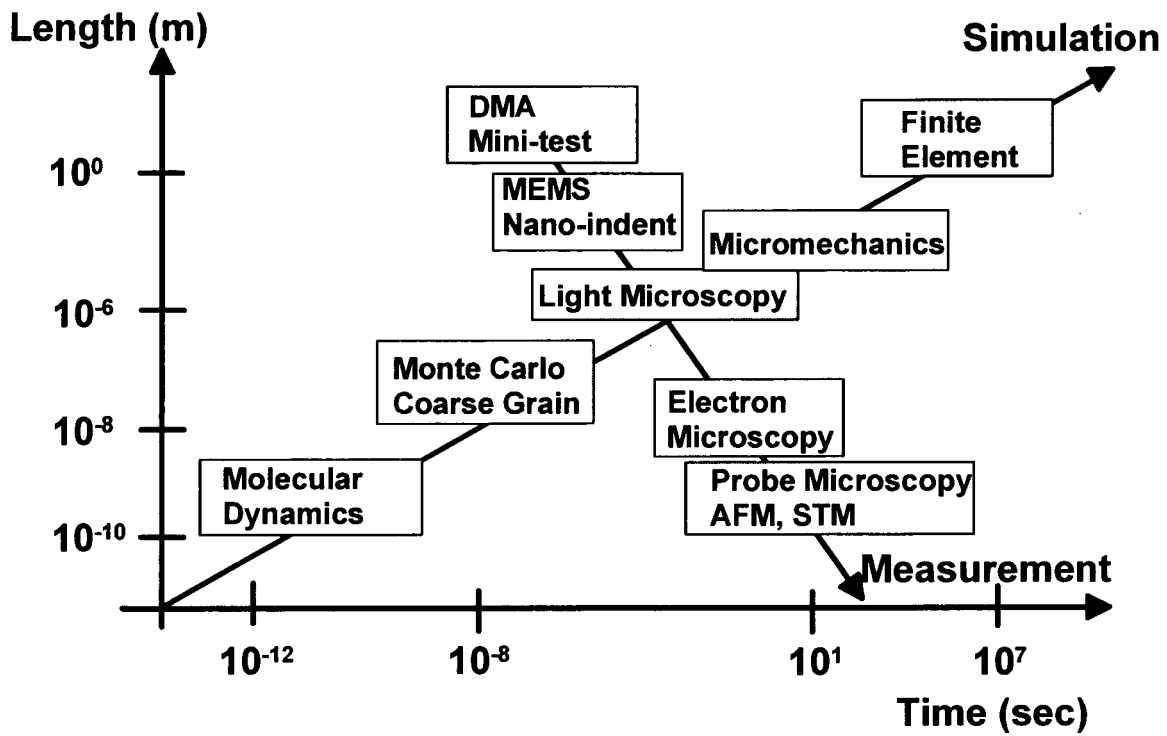 Length (m)
Simulation
DMA
Mini-test
Finite
Element
10⁰
MEMS
Nano-indent
Micromechanics
Light Microscopy
10⁻⁶
Monte Carlo
Coarse Grain
Electron
Microscopy
10⁻⁸
Molecular
Dynamics
Probe Microscopy
AFM, STM
10⁻¹⁰
Measurement
10⁻¹² 10⁻⁸ 10¹ 10⁷
Time (sec)